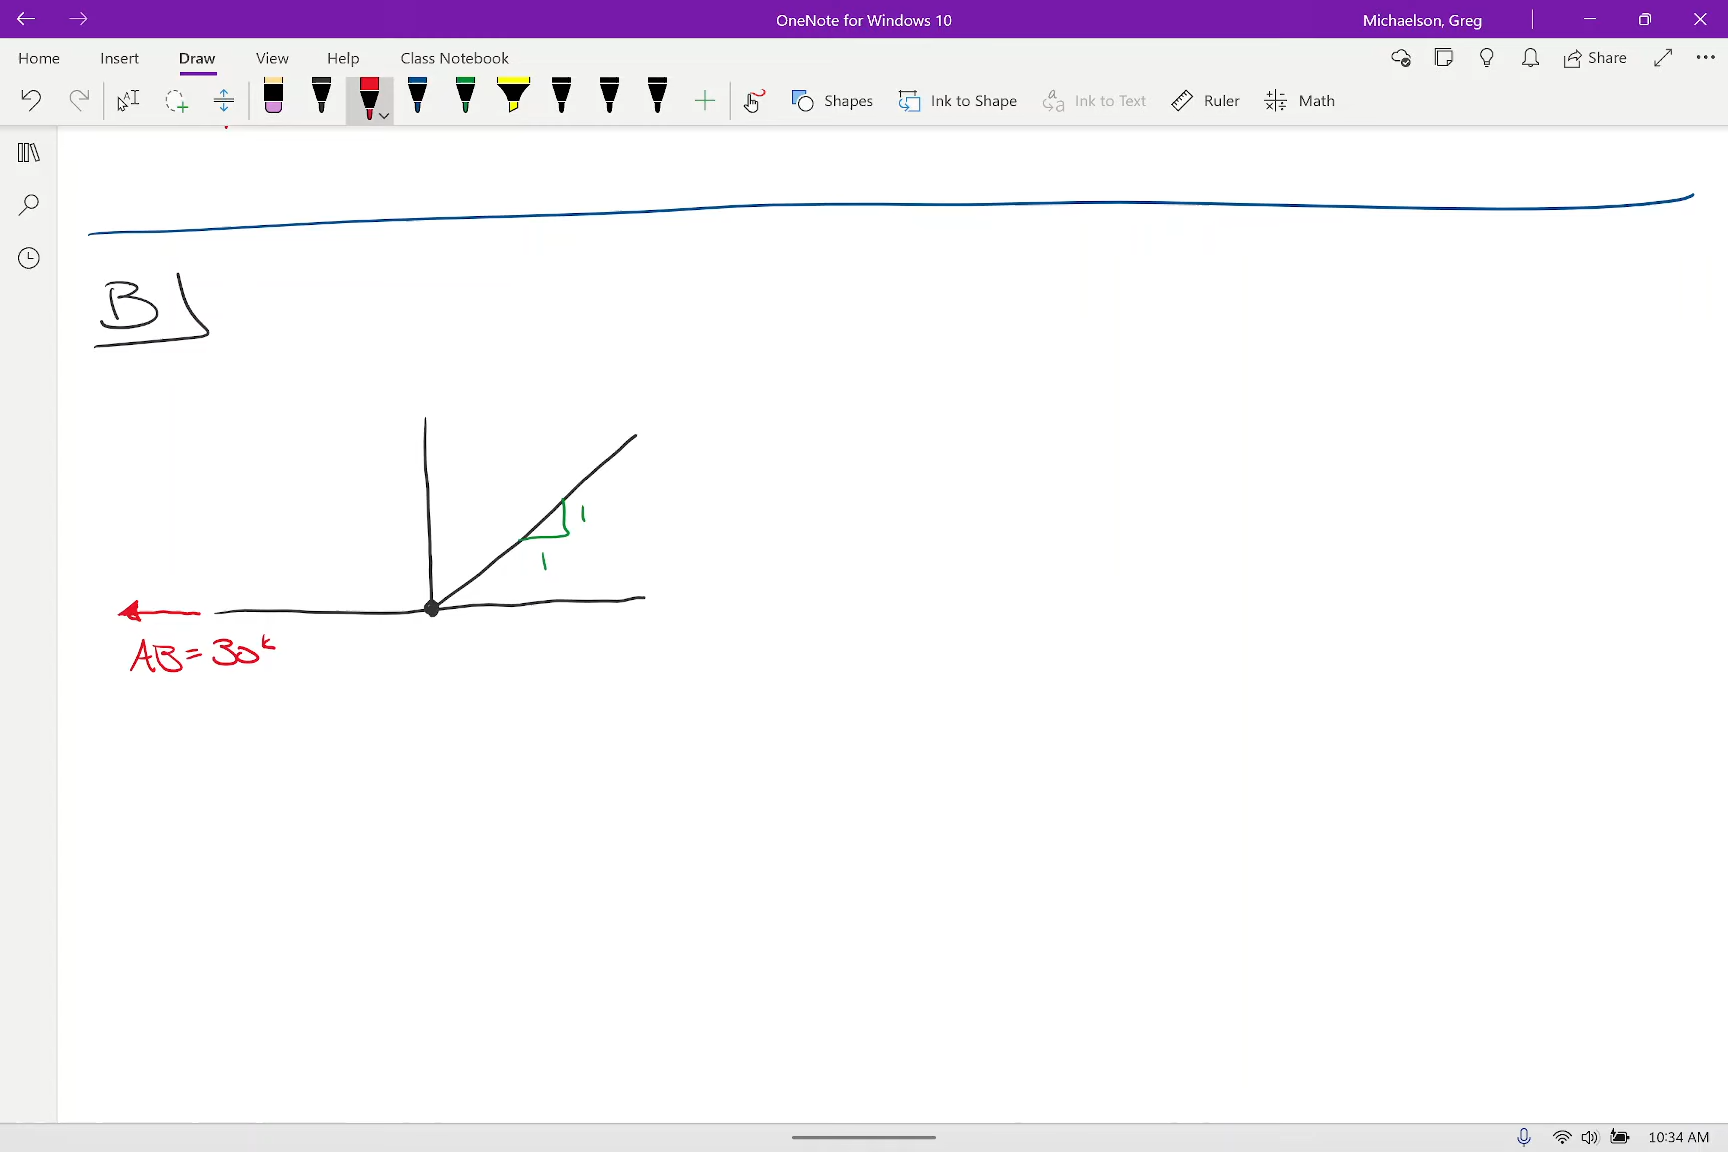 OneNote for Windows 10
Michaelson, Greg
Home Insert Draw View Help Class Notebook
Share
Shapes Ink to Shape Ink to Text Ruler Math
B)
1
1
AB = 30k
10:34 AM